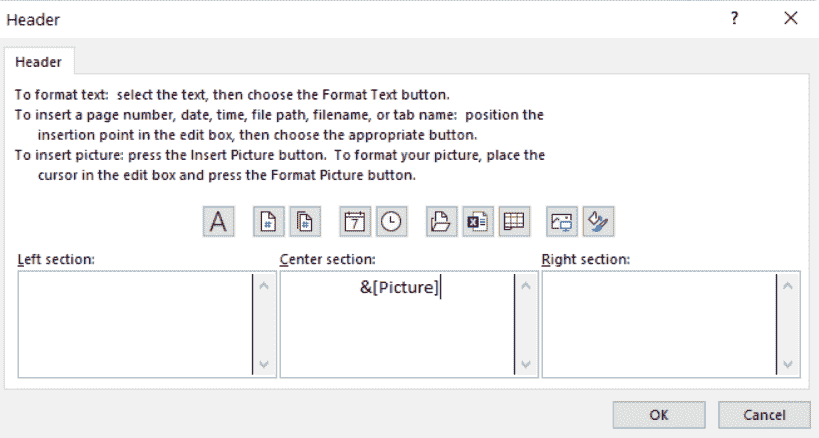 Header
?
Header
To format text: select the text, then choose the Format Text button.
To insert a page number, date, time, file path, filename, or tab name: position the
insertion point in the edit box, then choose the appropriate button.
To insert picture: press the Insert Picture button. To format your picture, place the
cursor in the edit box and press the Format Picture button.
A
# # 7
Left section: Center section: Right section:
&[Picture]
OK Cancel